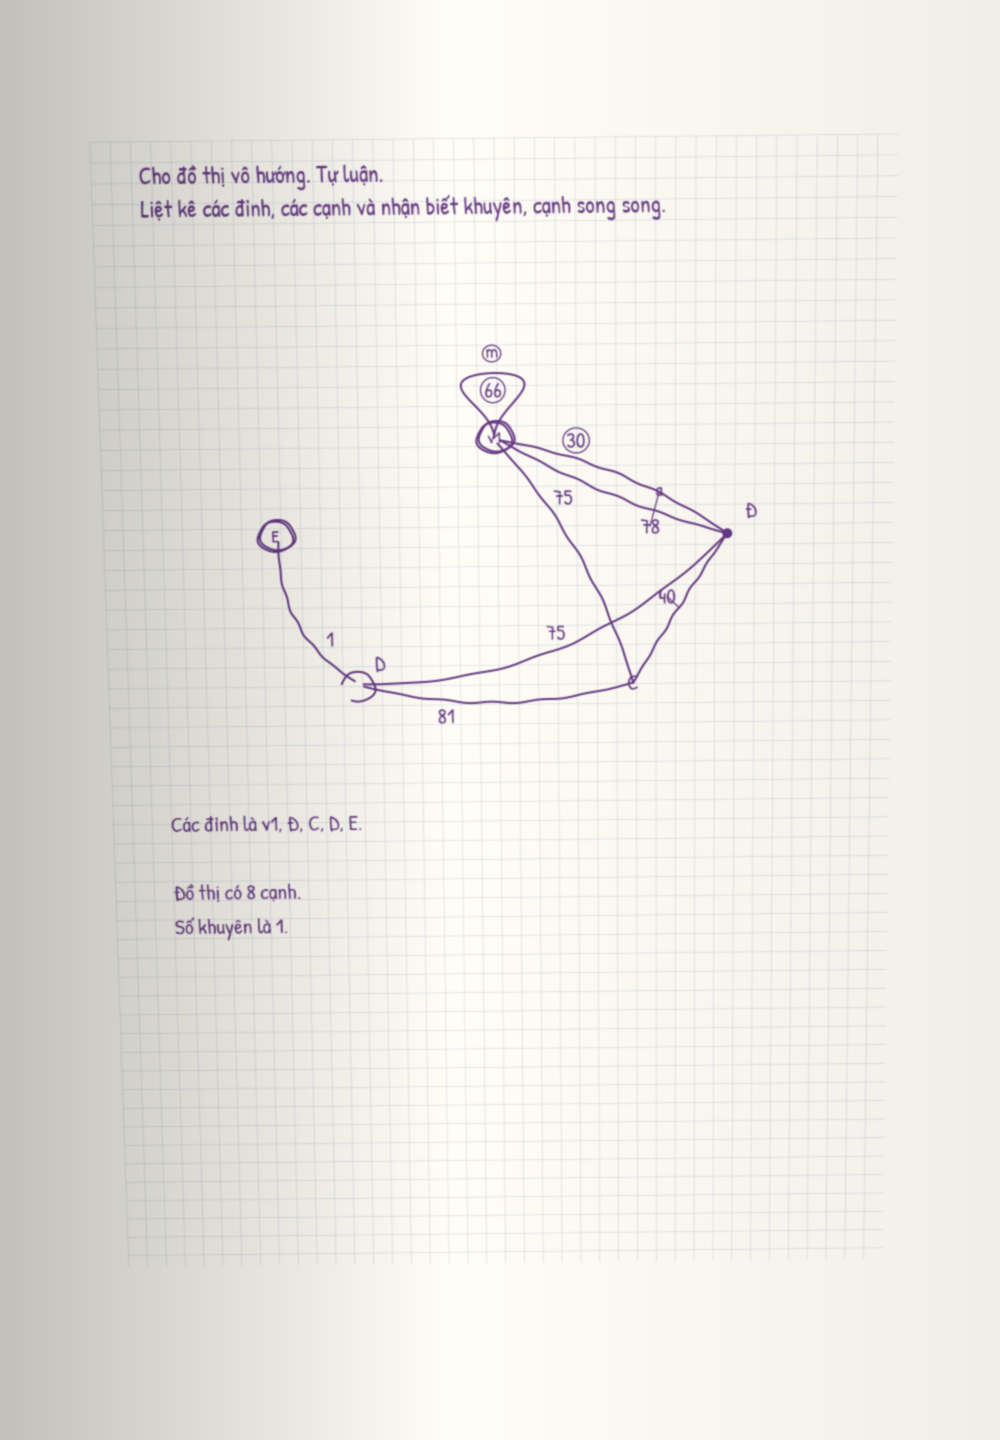 Cho đồ thị vô hướng. Tự luận.
Liệt kê các đỉnh, các cạnh và nhận biết khuyên, cạnh song song.
m
66
v1
30
75
a
78
Đ
E
40
1
75
D
C
81
Các đỉnh là v1, Đ, C, D, E.
Đồ thị có 8 cạnh.
Số khuyên là 1.